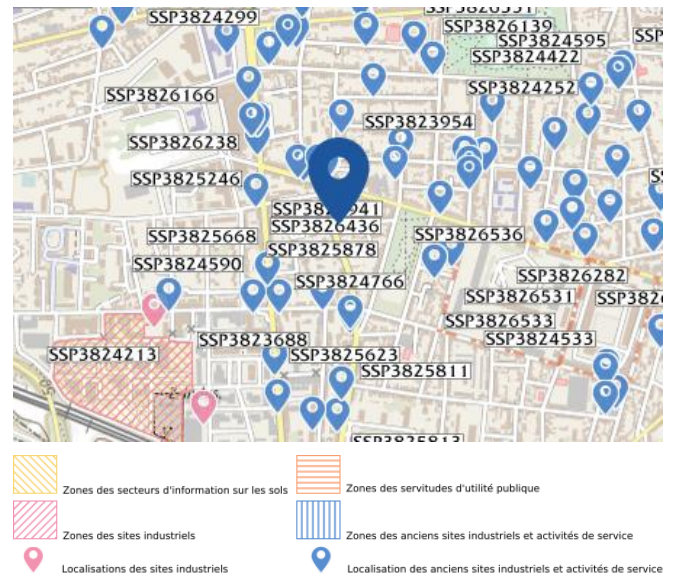 SSP3824299
SSP3826139
SSP3824595
SSP3824422
SSP3824252
SSP3826166
SSP3823954
SSP3826238
SSP3825246
SSP3826436
SSP3825668
SSP3825878
SSP3826536
SSP3824590
SSP3824766
SSP3826282
SSP3826531
SSP3826533
SSP3823688
SSP3824533
SSP3824213
SSP3825623
SSP3825811
SSP3825813
Zones des secteurs d'information sur les sols
Zones des servitudes d'utilité publique
Zones des sites industriels
Zones des anciens sites industriels et activités de service
Localisations des sites industriels
Localisation des anciens sites industriels et activités de service